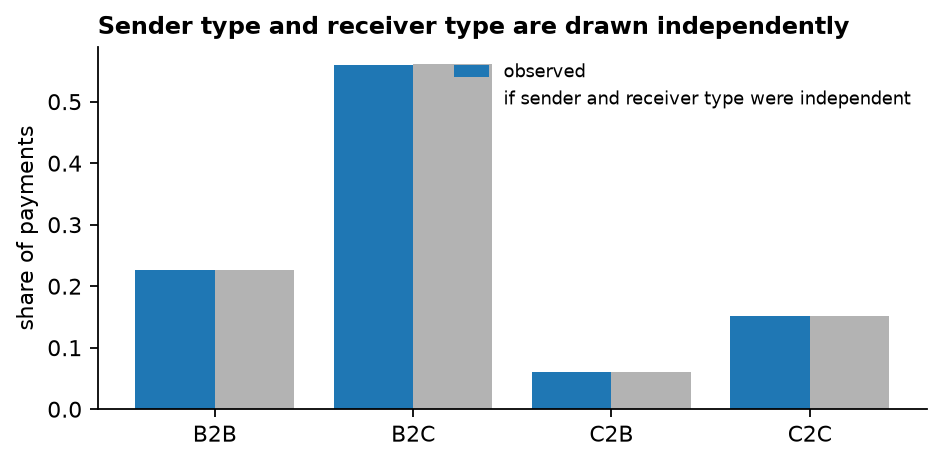 Sender type and receiver type are drawn independently
observed
if sender and receiver type were independent
share of payments
0.5
0.4
0.3
0.2
0.1
0.0
B2B
B2C
C2B
C2C